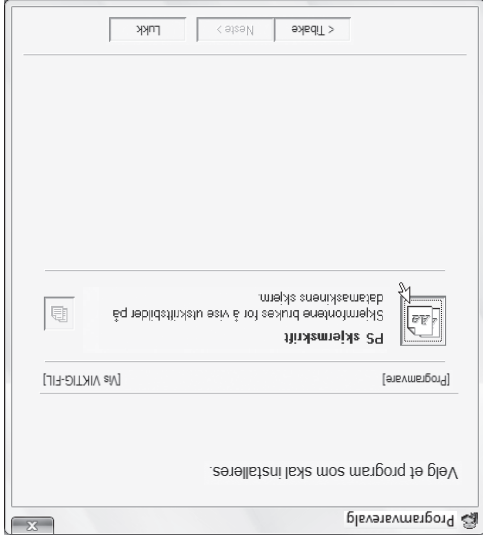 Programvarevalg
Velg et program som skal installeres.
[Programvare] [Vis VIKTIG-FIL]
PS skjermskrift
Skjermfontene brukes for å vise utskriftsbilder på
datamaskinens skjerm.
< Tilbake Neste > Lukk